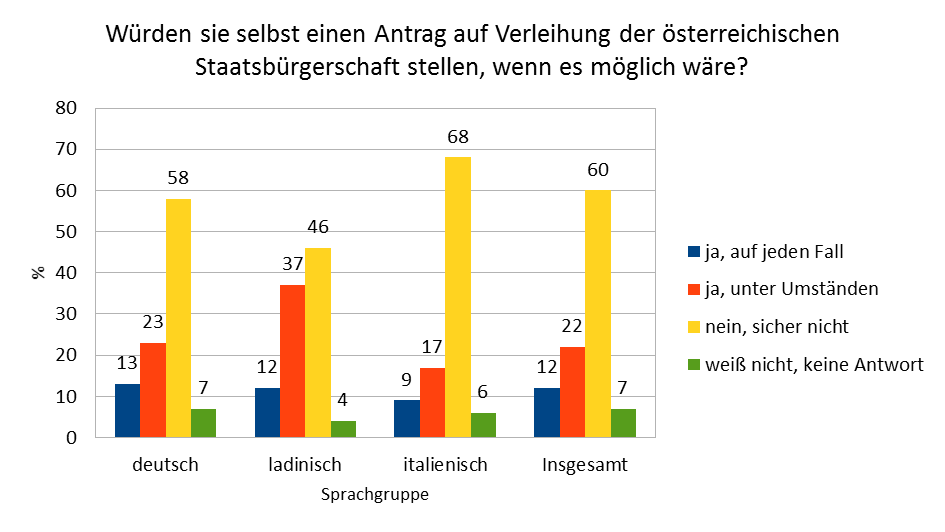 Würden sie selbst einen Antrag auf Verleihung der österreichischen
Staatsbürgerschaft stellen, wenn es möglich wäre?
80
70
60
50
40
30
20
10
0
%
13
23
58
7
12
37
46
4
9
17
68
6
12
22
60
7
deutsch
ladinisch
italienisch
Insgesamt
Sprachgruppe
ja, auf jeden Fall
ja, unter Umständen
nein, sicher nicht
weiß nicht, keine Antwort